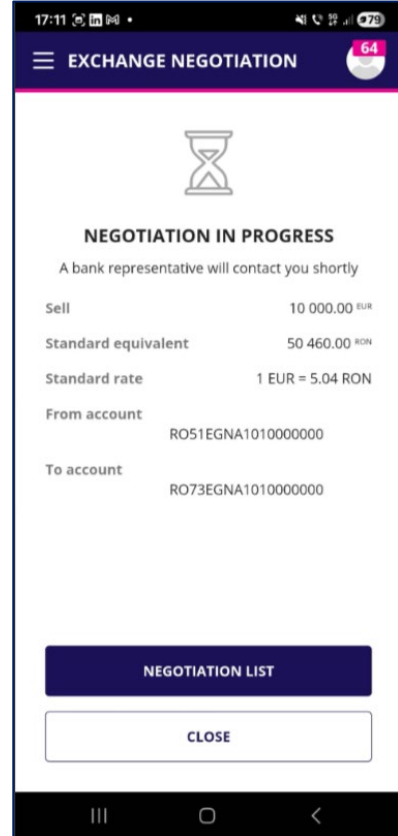 17:11
79
EXCHANGE NEGOTIATION
64
NEGOTIATION IN PROGRESS
A bank representative will contact you shortly
Sell 10 000.00 EUR
Standard equivalent 50 460.00 RON
Standard rate 1 EUR = 5.04 RON
From account
RO51EGNA1010000000
To account
RO73EGNA1010000000
NEGOTIATION LIST
CLOSE